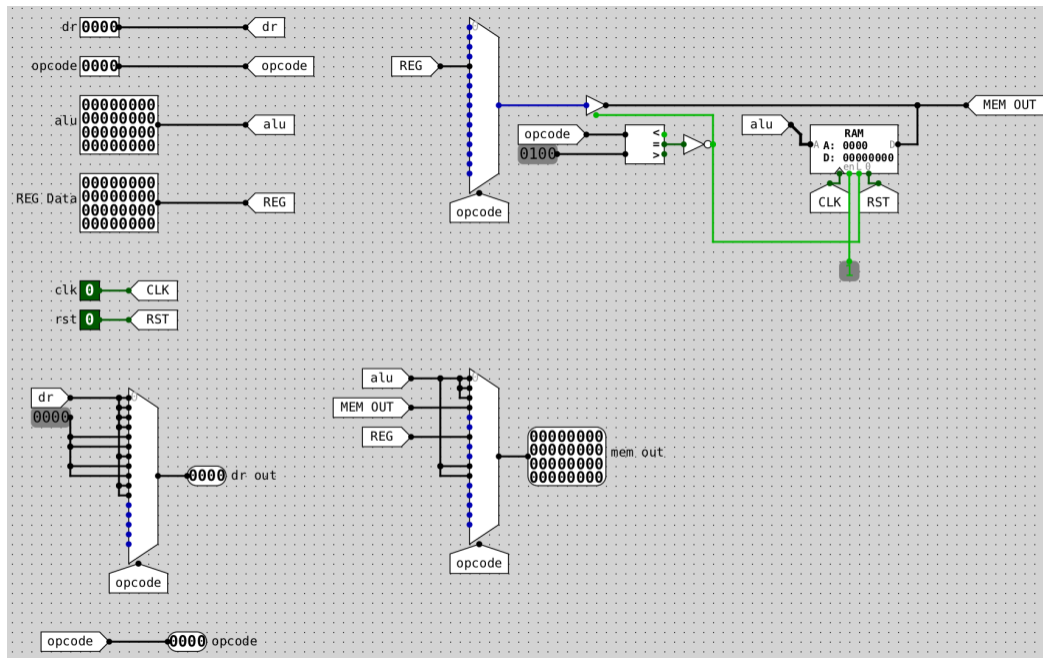 dr 0000 dr
opcode 0000 opcode
REG
alu 00000000
00000000
00000000
00000000 alu
REG Data 00000000
00000000
00000000
00000000 REG
MEM OUT
opcode
0100
<
=
>
alu
RAM
A: 0000
D: 00000000
A
D
en
0
CLK RST
1
opcode
clk 0 CLK
rst 0 RST
dr
0000
0000 dr out
opcode
alu
MEM OUT
REG
00000000
00000000
00000000
00000000
mem out
opcode
opcode 0000 opcode